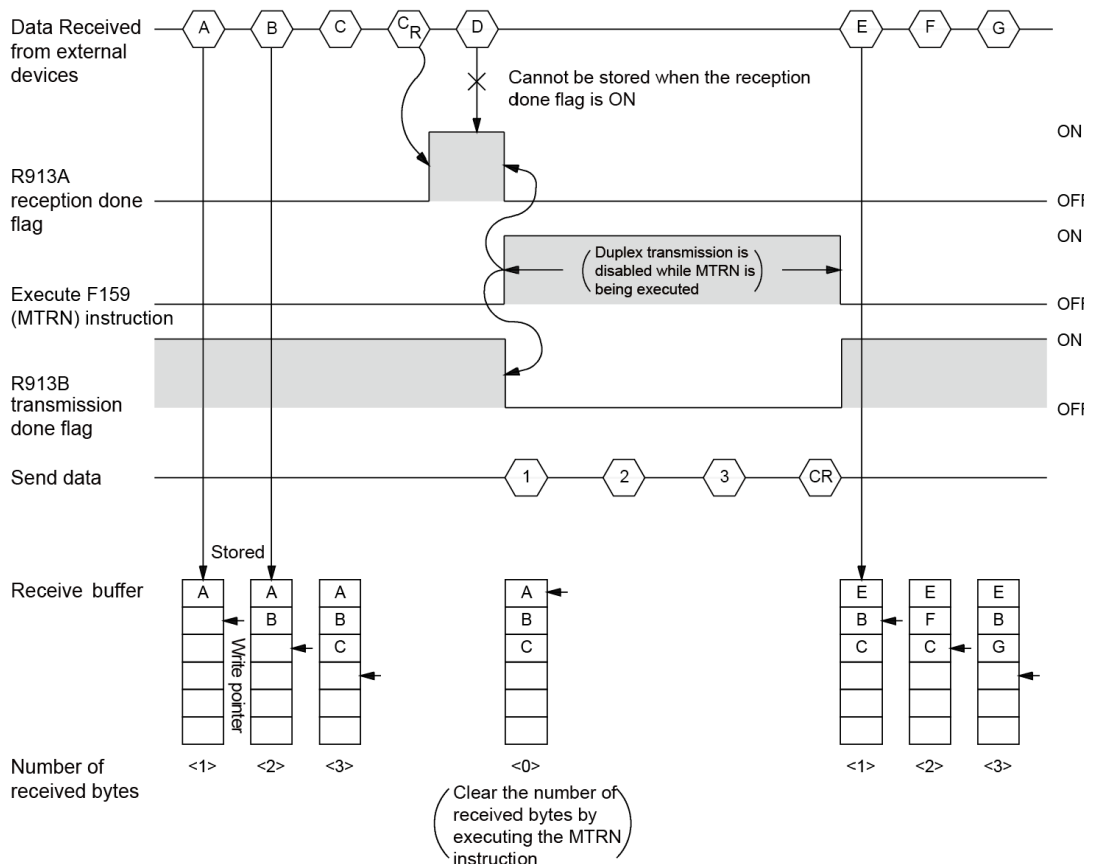 Data Received
from external
devices
A B C CR D E F G
Cannot be stored when the reception
done flag is ON
ON
R913A
reception done
flag
OFF
ON
(Duplex transmission is
disabled while MTRN is
being executed)
Execute F159
(MTRN) instruction
OFF
ON
R913B
transmission
done flag
OFF
Send data
1 2 3 CR
Stored
Receive buffer
A A A A E E E
B B B B F B
C C C C G
Write pointer
Number of
received bytes
<1> <2> <3> <0> <1> <2> <3>
(Clear the number of
received bytes by
executing the MTRN
instruction